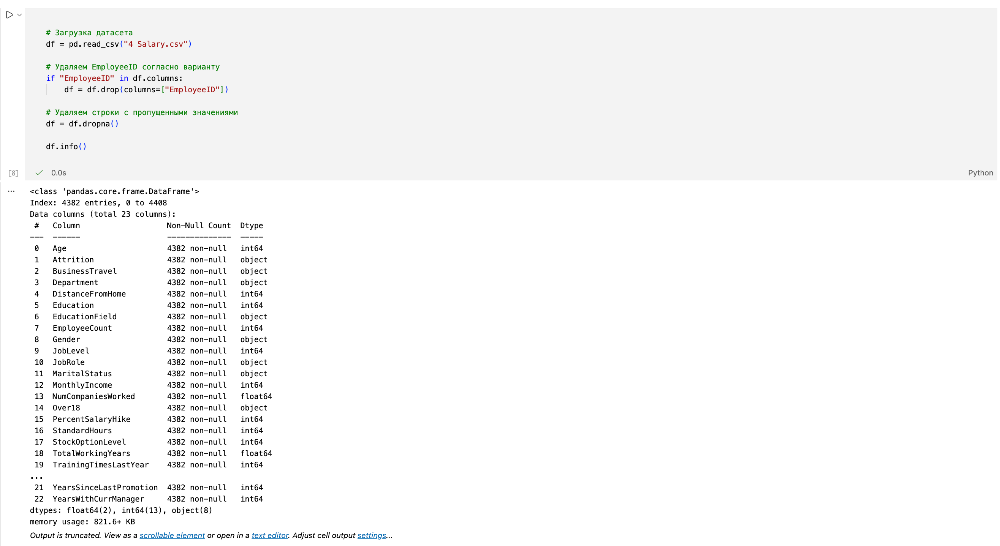 # Загрузка датасета
df = pd.read_csv("4 Salary.csv")
# Удаляем EmployeeID согласно варианту
if "EmployeeID" in df.columns:
    df = df.drop(columns=["EmployeeID"])
# Удаляем строки с пропущенными значениями
df = df.dropna()
df.info()
[8] 0.0s Python
... <class 'pandas.core.frame.DataFrame'>
Index: 4382 entries, 0 to 4408
Data columns (total 23 columns):
 #   Column                   Non-Null Count  Dtype
---  ------                   --------------  -----
 0   Age                      4382 non-null   int64
 1   Attrition                4382 non-null   object
 2   BusinessTravel           4382 non-null   object
 3   Department               4382 non-null   object
 4   DistanceFromHome         4382 non-null   int64
 5   Education                4382 non-null   int64
 6   EducationField           4382 non-null   object
 7   EmployeeCount            4382 non-null   int64
 8   Gender                   4382 non-null   object
 9   JobLevel                 4382 non-null   int64
 10  JobRole                  4382 non-null   object
 11  MaritalStatus            4382 non-null   object
 12  MonthlyIncome            4382 non-null   int64
 13  NumCompaniesWorked       4382 non-null   float64
 14  Over18                   4382 non-null   object
 15  PercentSalaryHike        4382 non-null   int64
 16  StandardHours            4382 non-null   int64
 17  StockOptionLevel         4382 non-null   int64
 18  TotalWorkingYears        4382 non-null   float64
 19  TrainingTimesLastYear    4382 non-null   int64
...
 21  YearsSinceLastPromotion  4382 non-null   int64
 22  YearsWithCurrManager     4382 non-null   int64
dtypes: float64(2), int64(13), object(8)
memory usage: 821.6+ KB
Output is truncated. View as a scrollable element or open in a text editor. Adjust cell output settings...